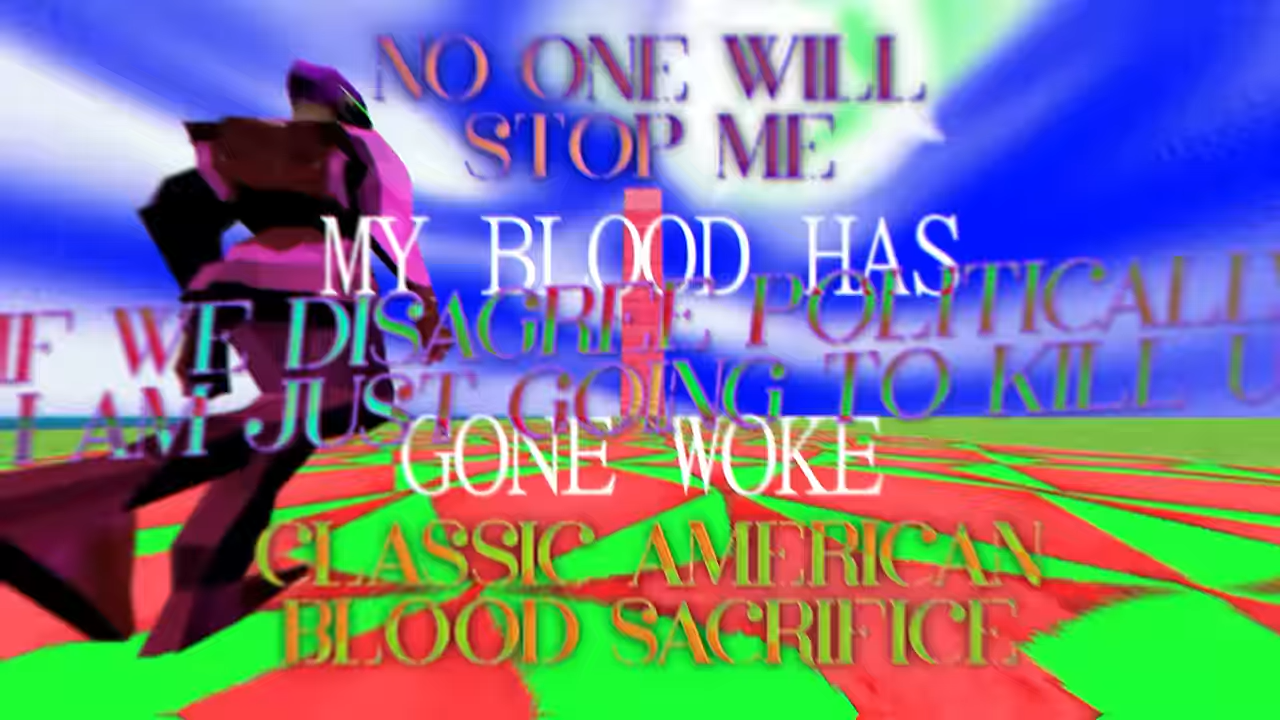 NO ONE WILL
STOP ME
MY BLOOD HAS
IF WE DISAGREE POLITICALLY
I AM JUST GOING TO KILL U
GONE WOKE
CLASSIC AMERICAN
BLOOD SACRIFICE